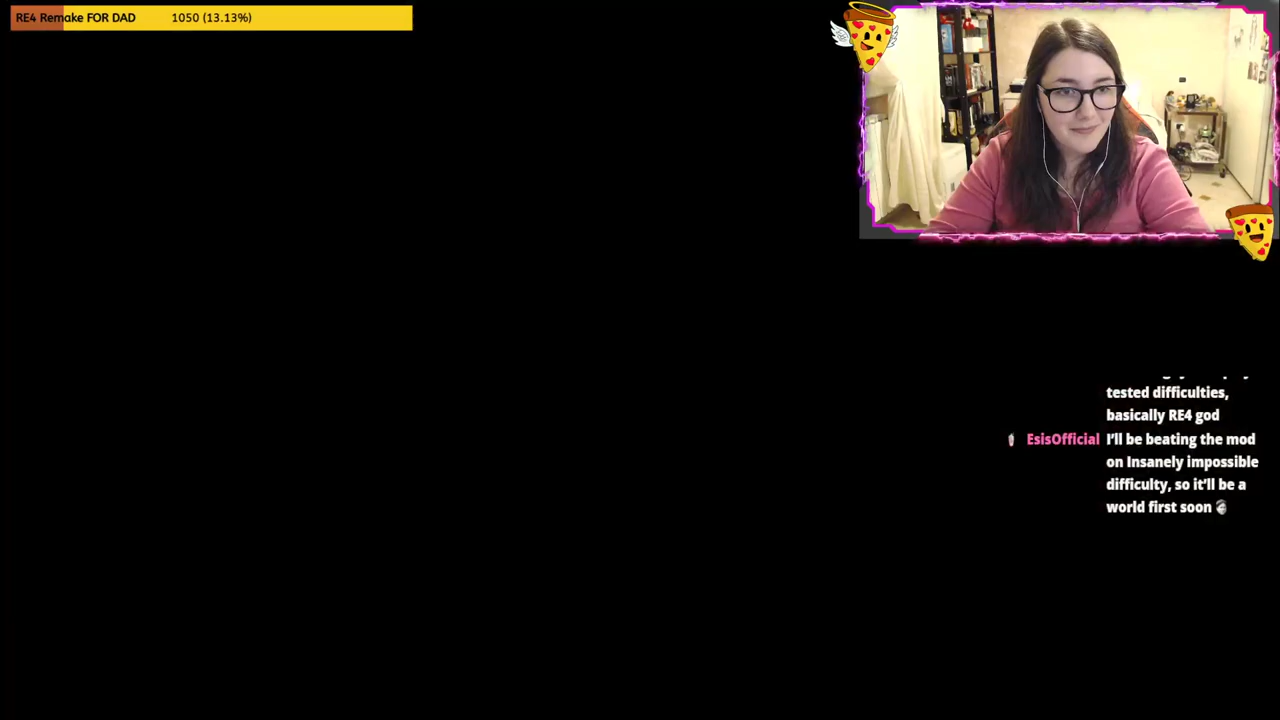 RE4 Remake FOR DAD 1050 (13.13%)
tested difficulties,
basically RE4 god
EsisOfficial I'll be beating the mod
on Insanely impossible
difficulty, so it'll be a
world first soon